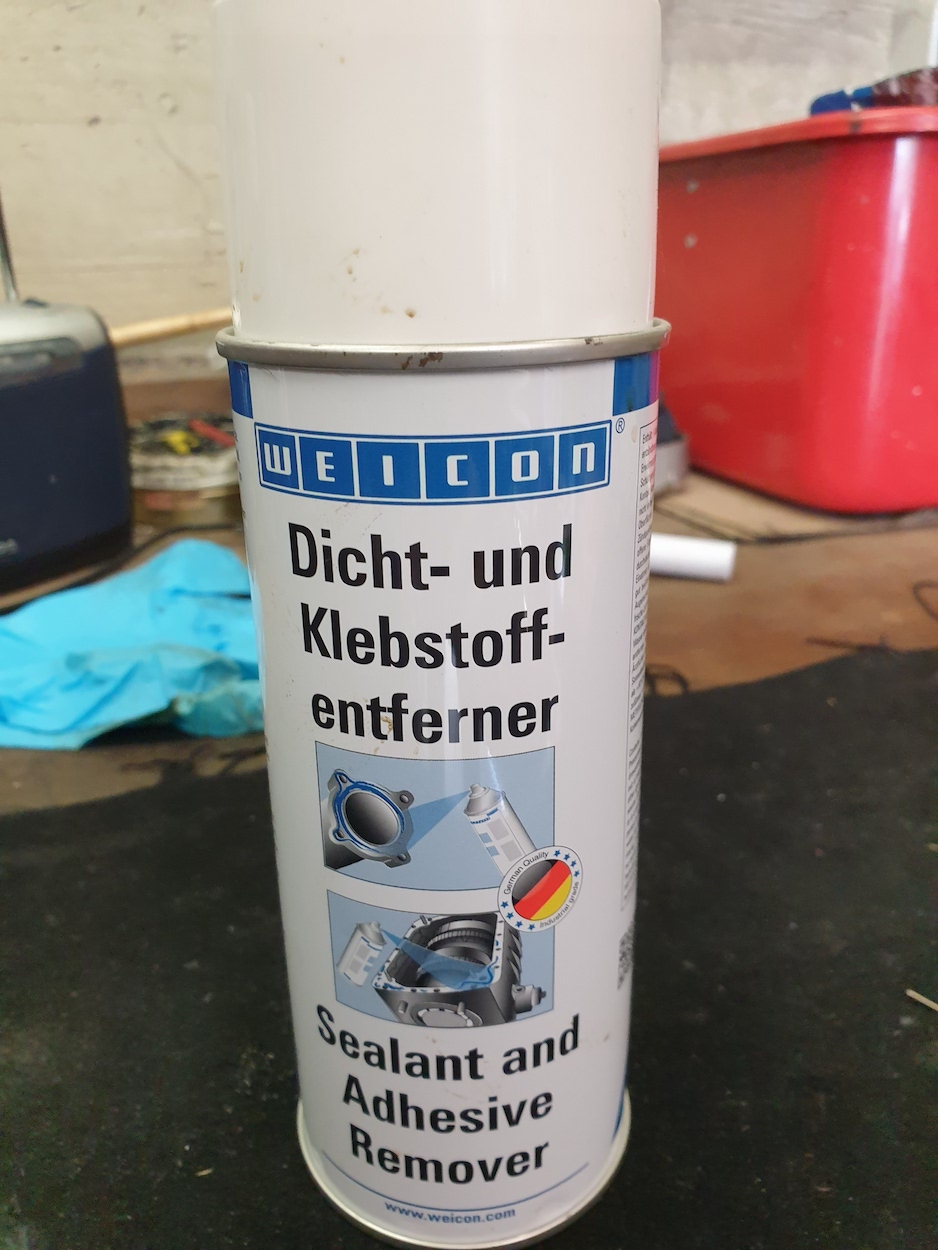 WEICON®
Dicht- und
Klebstoff-
entferner
German Quality
Industrial grade
Sealant and
Adhesive
Remover
www.weicon.com